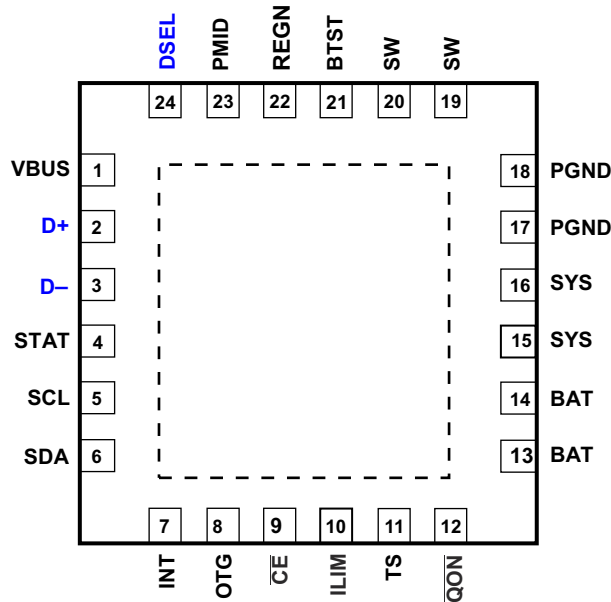 DSEL PMID REGN BTST SW SW
24 23 22 21 20 19
VBUS 1 18 PGND
D+ 2 17 PGND
D– 3 16 SYS
STAT 4 15 SYS
SCL 5 14 BAT
SDA 6 13 BAT
7 8 9 10 11 12
INT OTG C̅E̅ ILIM TS Q̅O̅N̅